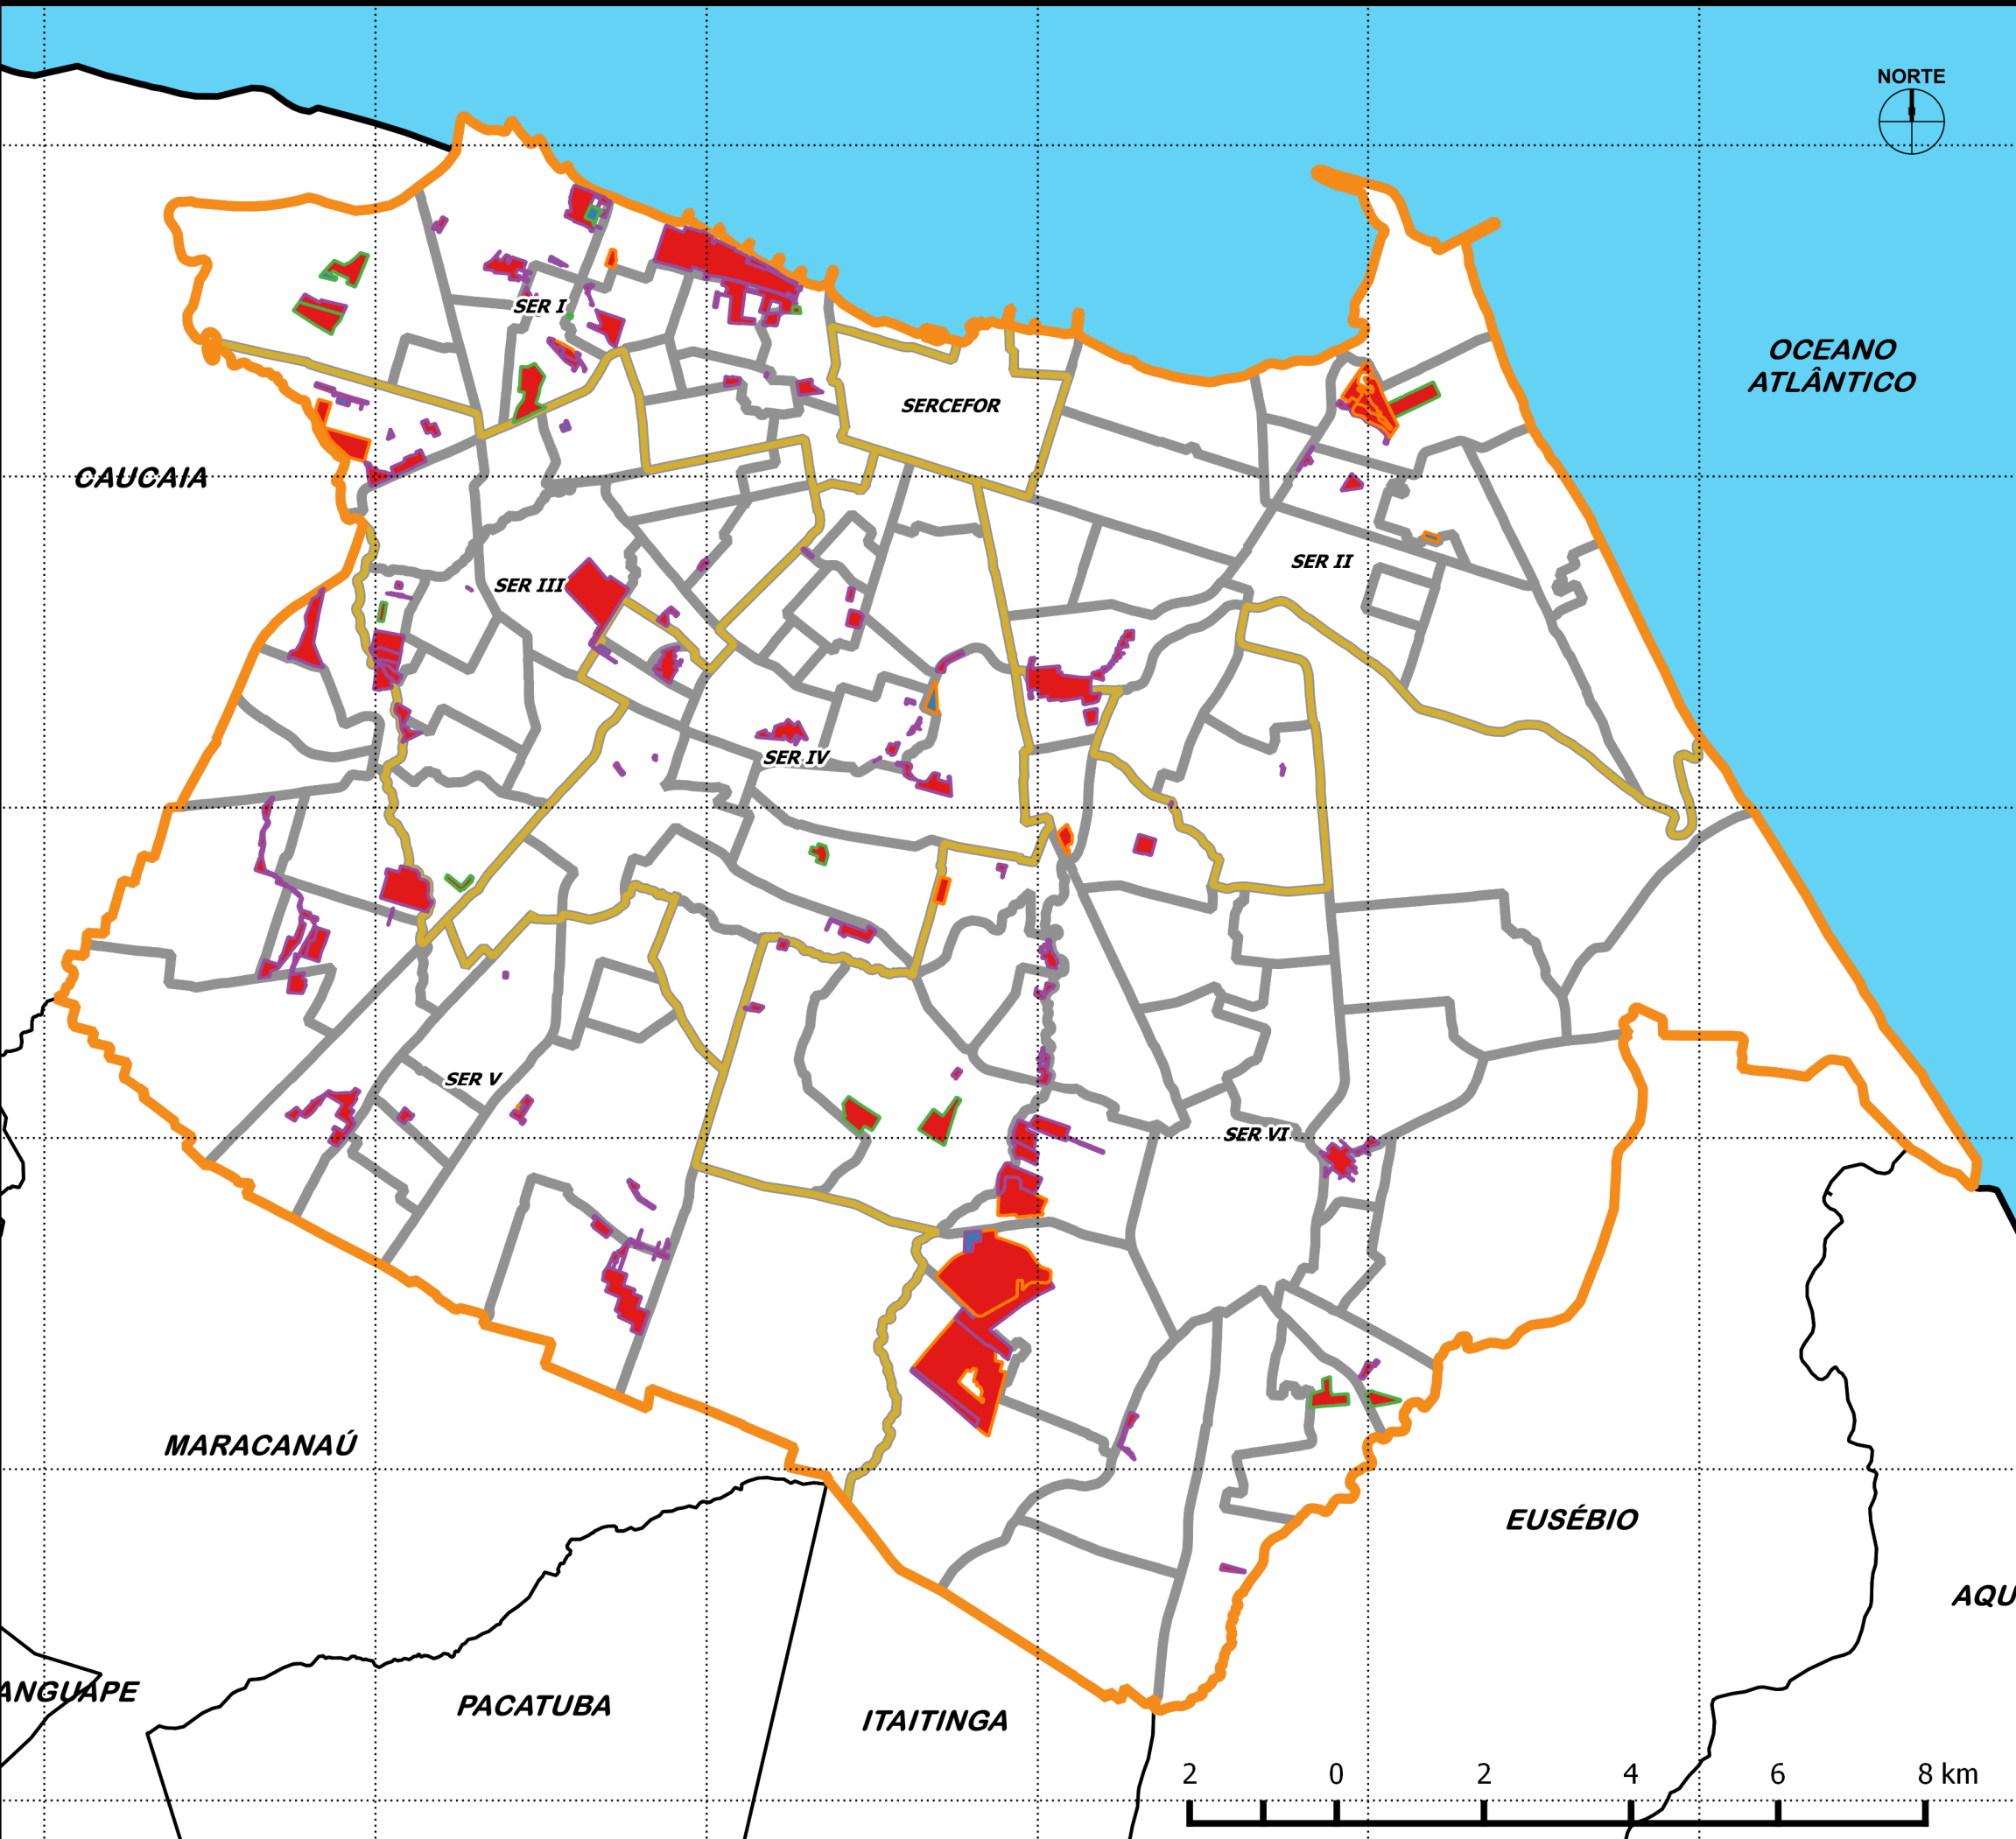 NORTE
OCEANO
ATLÂNTICO
SER I
SERCEFOR
CAUCAIA
SER II
SER III
SER IV
SER V
SER VI
MARACANAÚ
EUSÉBIO
AQU
ANGUAPE
PACATUBA
ITAITINGA
2 0 2 4 6 8 km